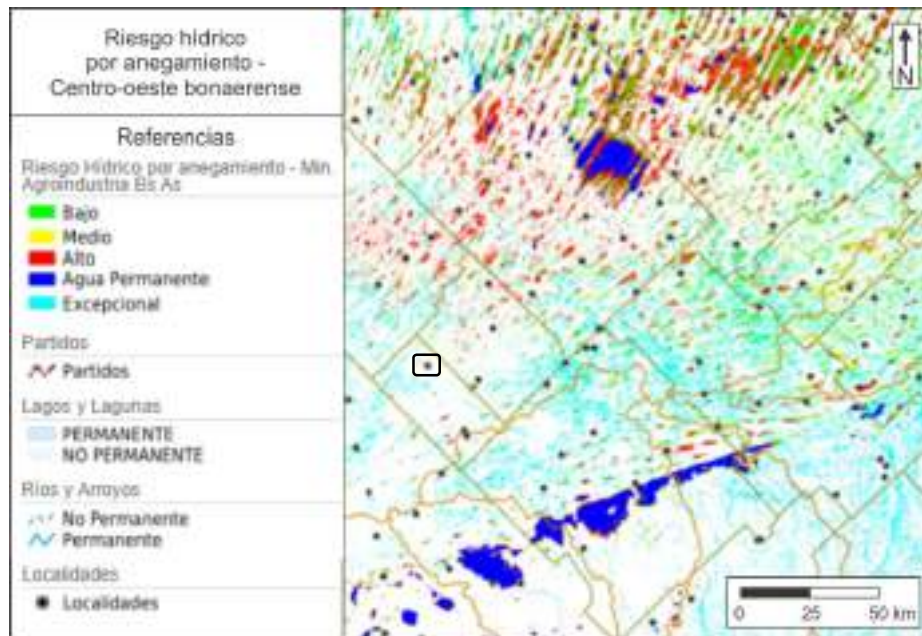 Riesgo hídrico
por anegamiento -
Centro-oeste bonaerense
Referencias
Riesgo Hídrico por anegamiento - Min
Agroindustria Bs As
Bajo
Medio
Alto
Agua Permanente
Excepcional
Partidos
Partidos
Lagos y Lagunas
PERMANENTE
NO PERMANENTE
Ríos y Arroyos
No Permanente
Permanente
Localidades
Localidades
N
0 25 50 km